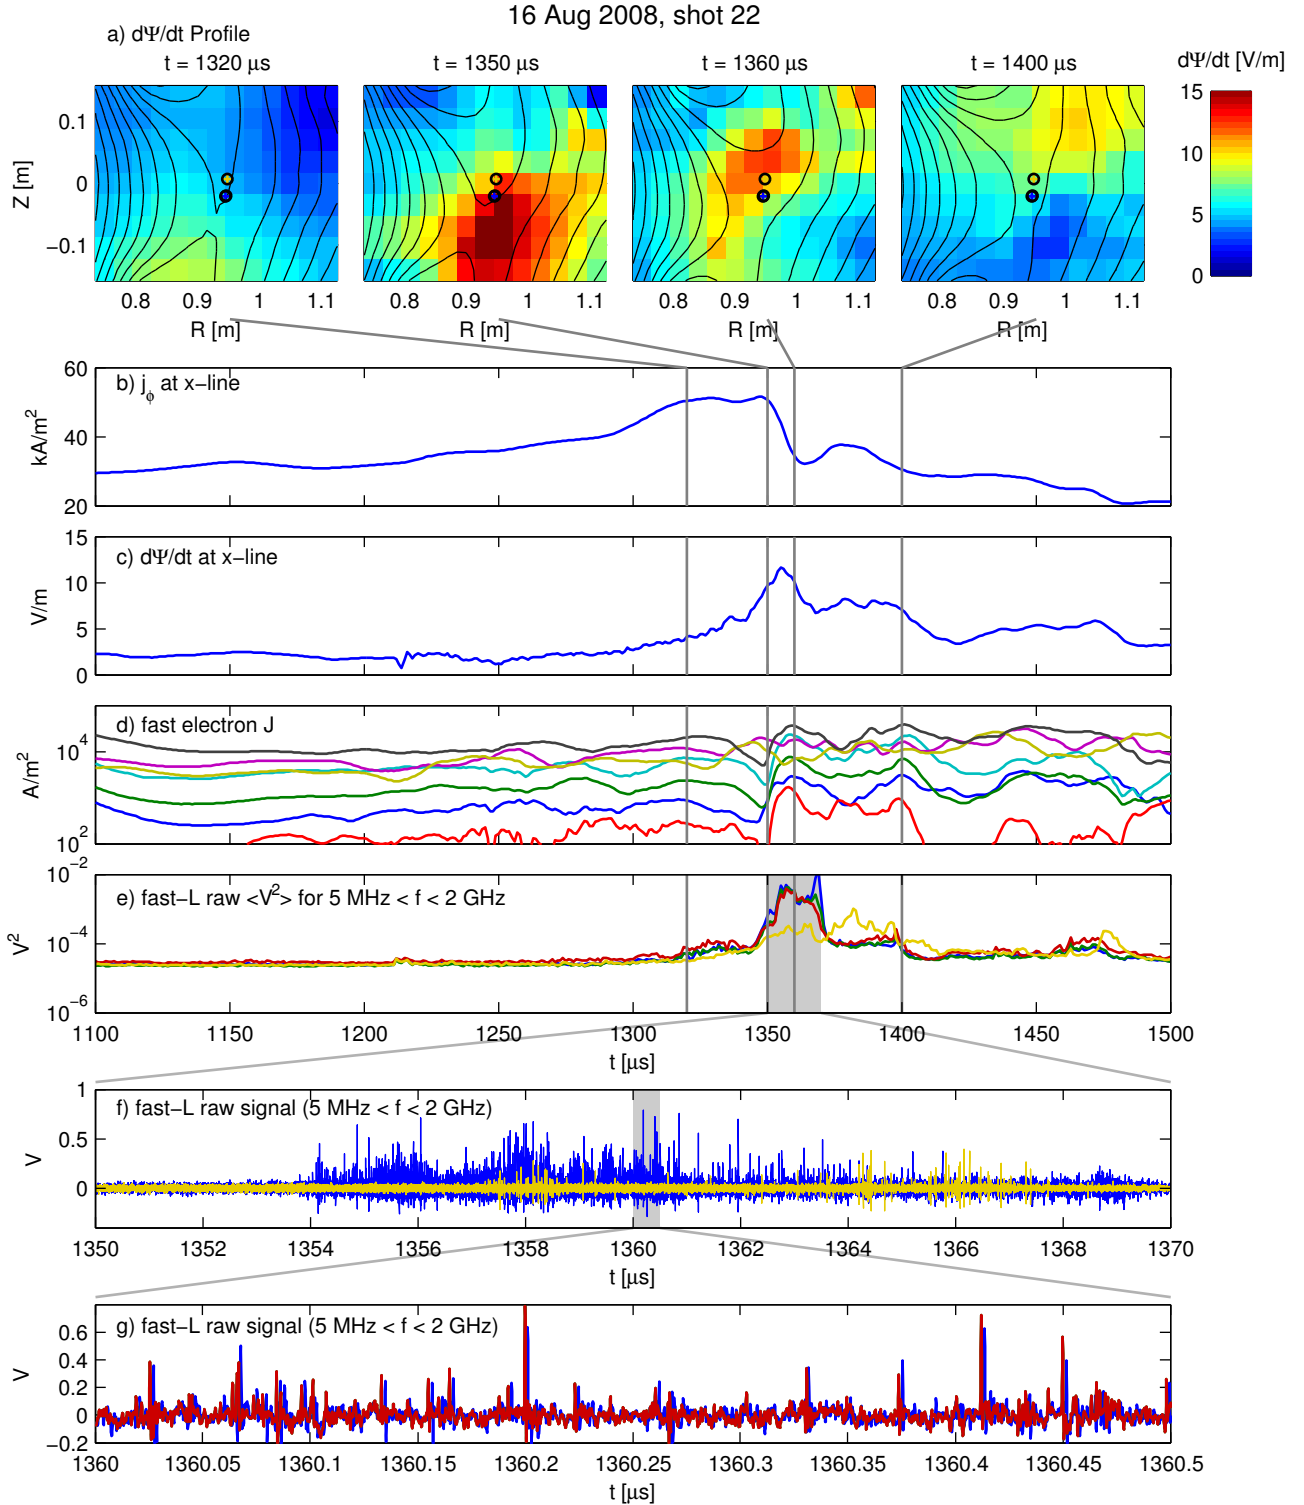 16 Aug 2008, shot 22
a) dΨ/dt Profile
t = 1320 μs
t = 1350 μs
t = 1360 μs
t = 1400 μs
dΨ/dt [V/m]
Z [m]
0.1
0
−0.1
0.8 0.9 1 1.1
0.8 0.9 1 1.1
0.8 0.9 1 1.1
0.8 0.9 1 1.1
R [m]
R [m]
R [m]
R [m]
15
10
5
0
b) jϕ at x−line
kA/m²
60
40
20
c) dΨ/dt at x−line
V/m
15
10
5
0
d) fast electron J
A/m²
10⁴
10²
e) fast−L raw <V²> for 5 MHz < f < 2 GHz
V²
10⁻²
10⁻⁴
10⁻⁶
1100 1150 1200 1250 1300 1350 1400 1450 1500
t [μs]
f) fast−L raw signal (5 MHz < f < 2 GHz)
V
1
0.5
0
1350 1352 1354 1356 1358 1360 1362 1364 1366 1368 1370
t [μs]
g) fast−L raw signal (5 MHz < f < 2 GHz)
V
0.6
0.4
0.2
0
−0.2
1360 1360.05 1360.1 1360.15 1360.2 1360.25 1360.3 1360.35 1360.4 1360.45 1360.5
t [μs]